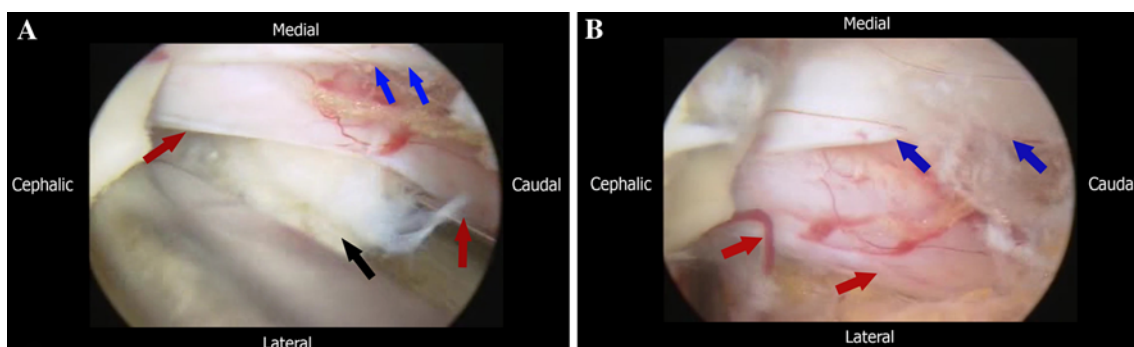 A
Medial
Cephalic
Caudal
Lateral
B
Medial
Cephalic
Cauda
Lateral